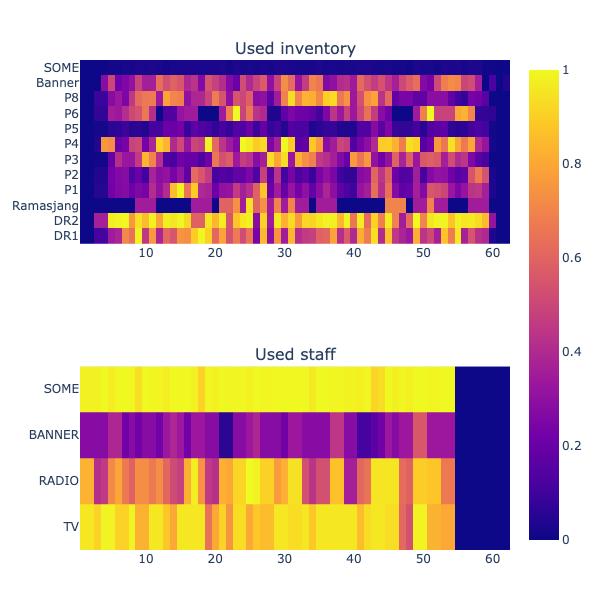 Used inventory
SOME
Banner
P8
P6
P5
P4
P3
P2
P1
Ramasjang
DR2
DR1
10 20 30 40 50 60
1
0.8
0.6
0.4
0.2
0
Used staff
SOME
BANNER
RADIO
TV
10 20 30 40 50 60